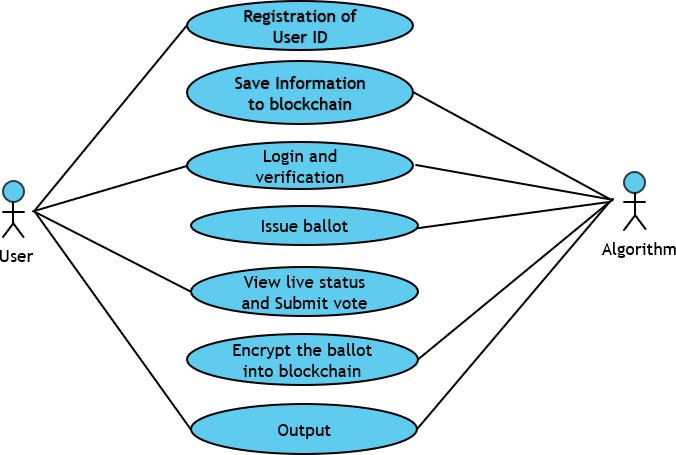 Registration of
User ID
Save Information
to blockchain
Login and
verification
Issue ballot
User
Algorithm
View live status
and Submit vote
Encrypt the ballot
into blockchain
Output